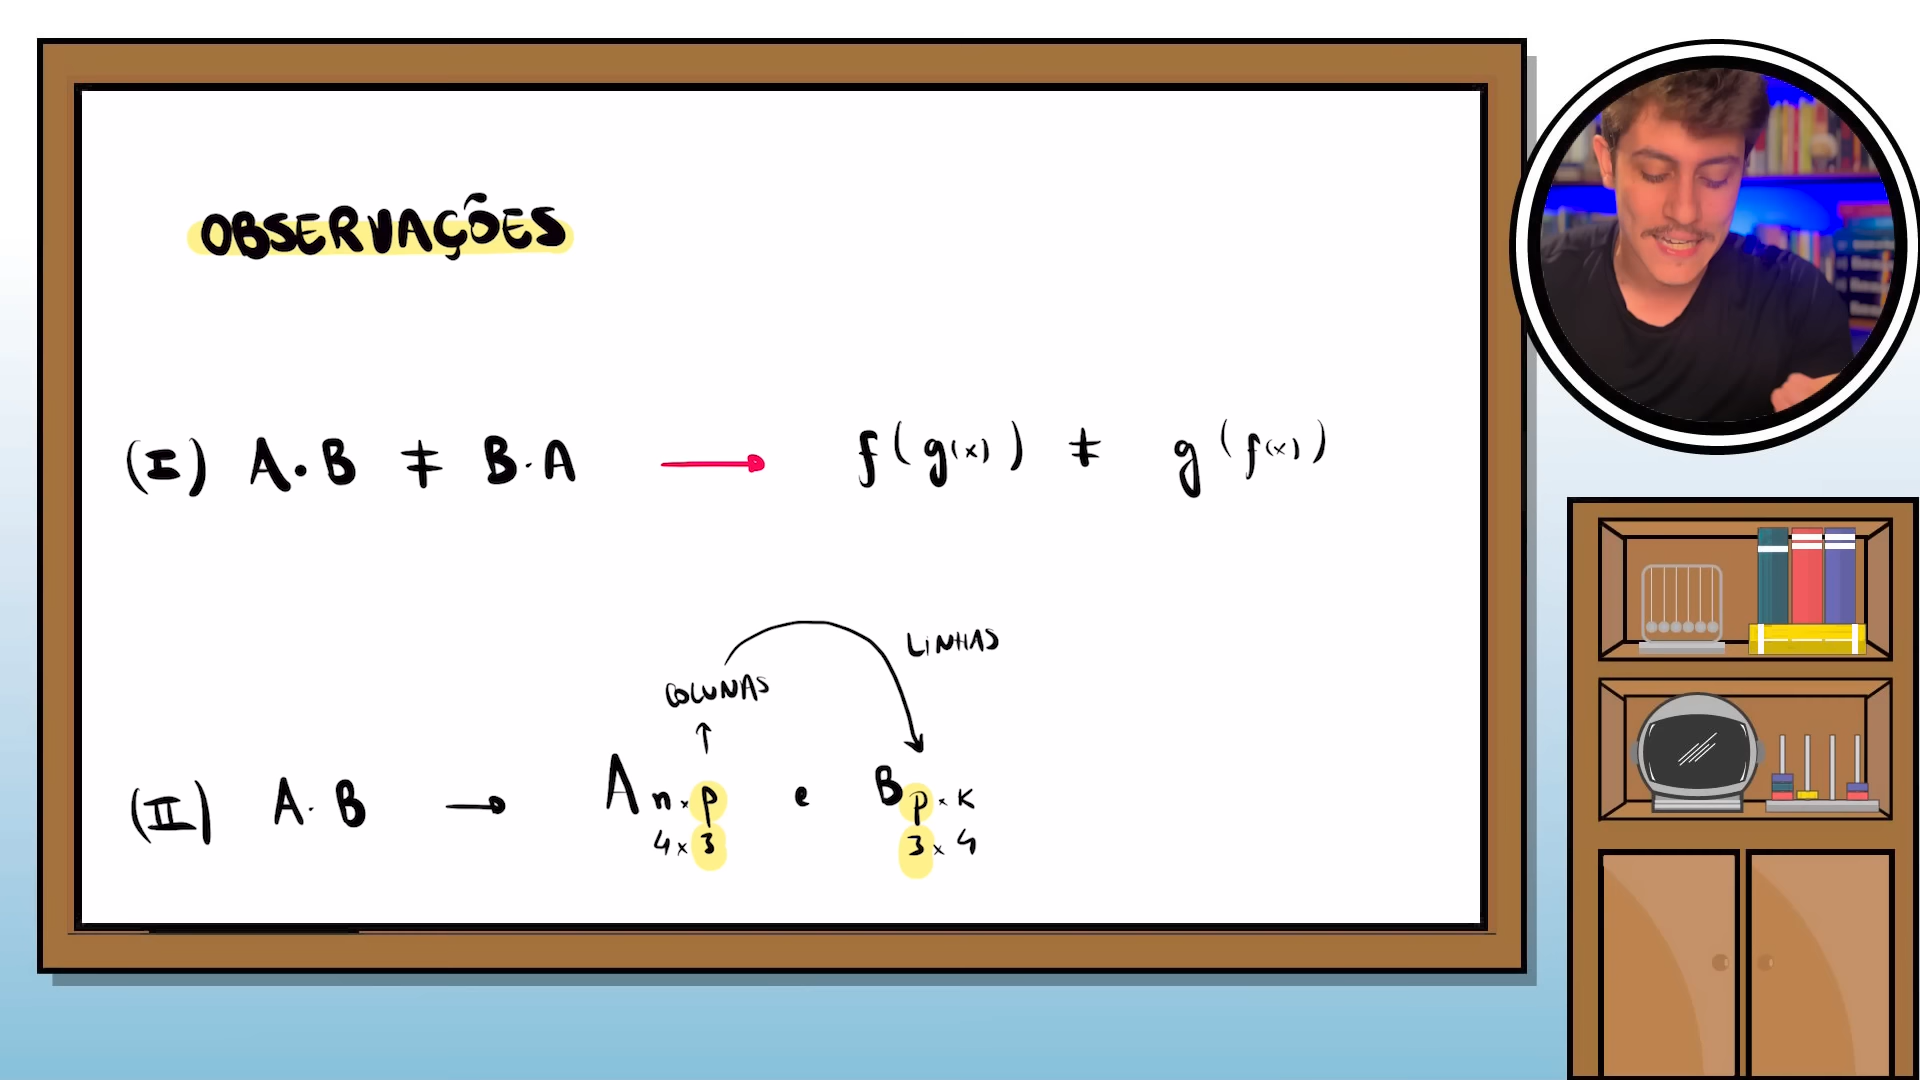 OBSERVAÇÕES
(I) A.B ≠ B.A → f(g(x)) ≠ g(f(x))
LINHAS
COLUNAS
↑
(II) A.B → A n×p e B p×k
4×3 3×4